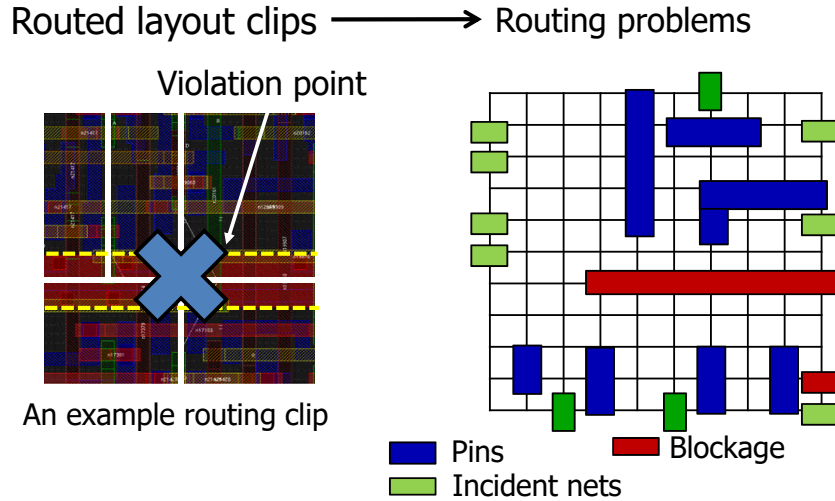 Routed layout clips
Routing problems
Violation point
An example routing clip
Pins
Blockage
Incident nets